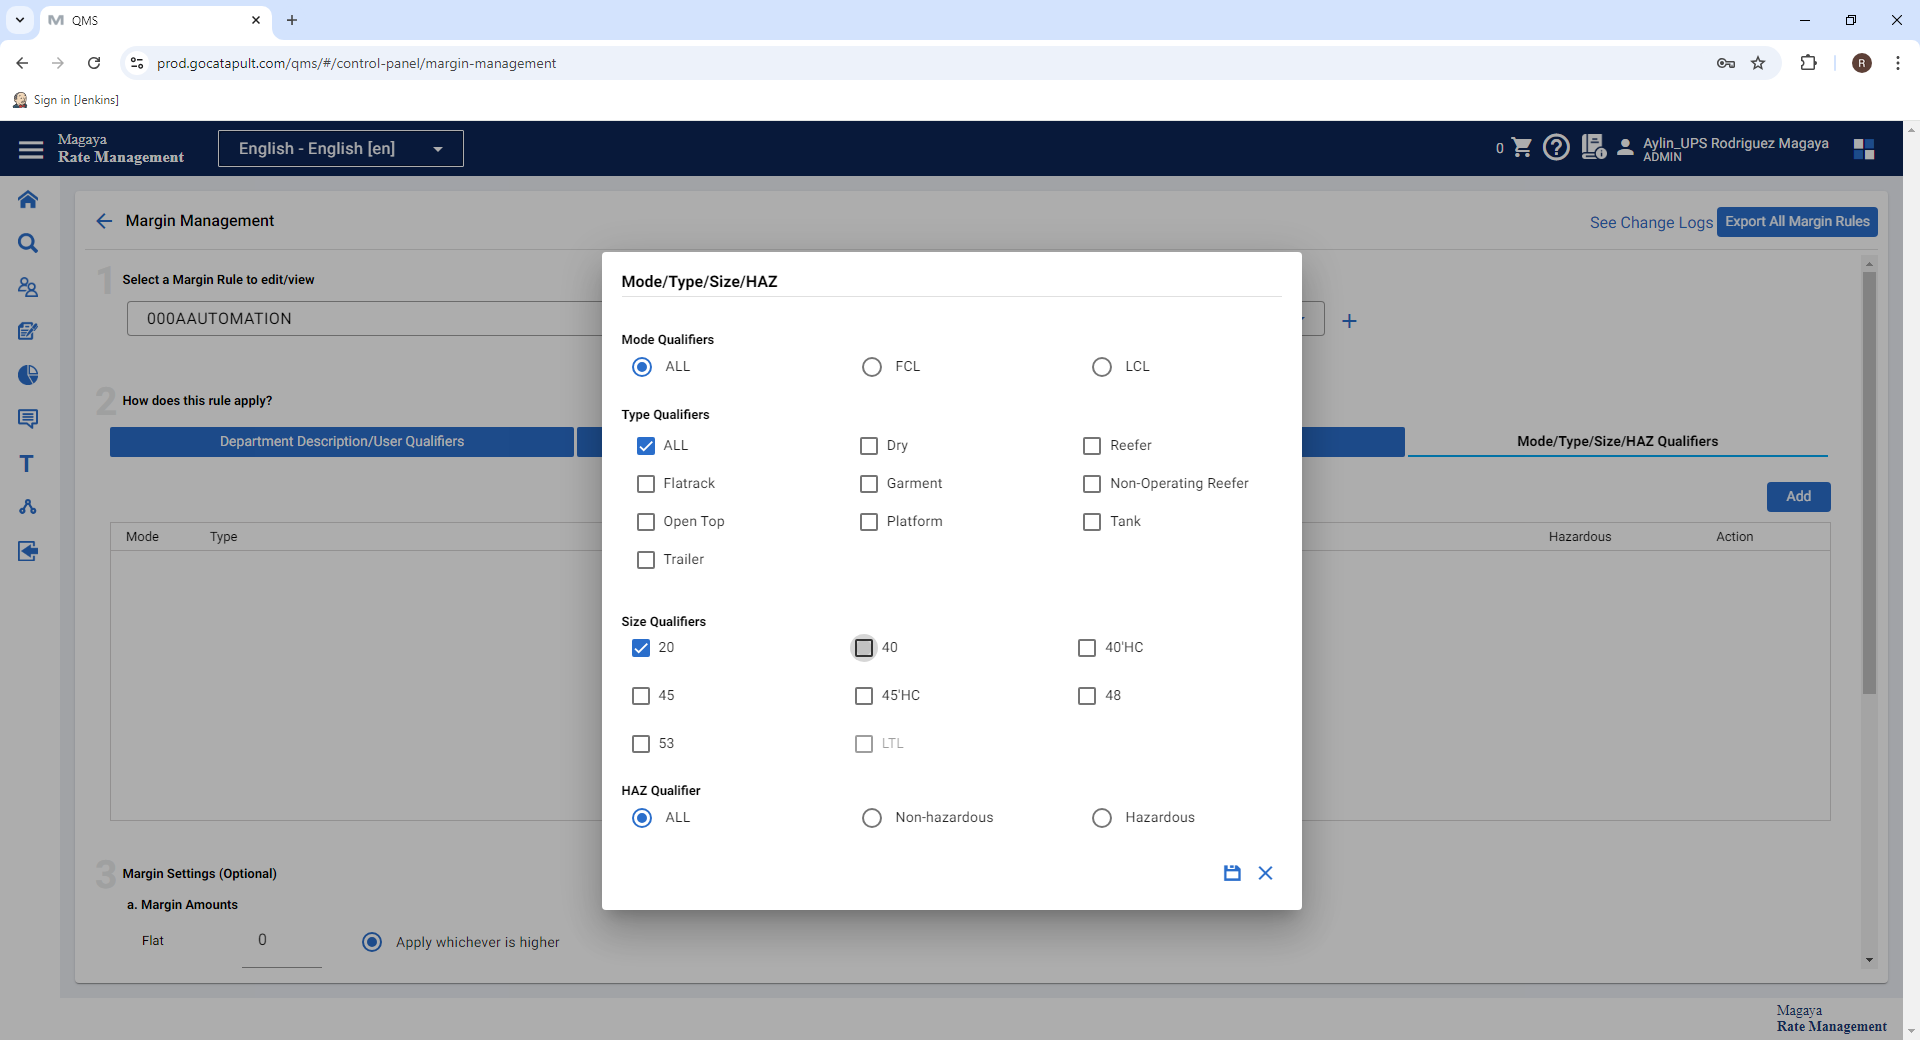 QMS
prod.gocatapult.com/qms/#/control-panel/margin-management
R
Sign in [Jenkins]
Magaya
Rate Management
English - English [en]
0
Aylin_UPS Rodriguez Magaya
ADMIN
Margin Management
See Change Logs
Export All Margin Rules
1 Select a Margin Rule to edit/view
000AAUTOMATION
2 How does this rule apply?
Department Description/User Qualifiers
Mode/Type/Size/HAZ Qualifiers
Add
Mode Type Hazardous Action
Mode/Type/Size/HAZ
Mode Qualifiers
ALL FCL LCL
Type Qualifiers
ALL Dry Reefer
Flatrack Garment Non-Operating Reefer
Open Top Platform Tank
Trailer
Size Qualifiers
20 40 40'HC
45 45'HC 48
53 LTL
HAZ Qualifier
ALL Non-hazardous Hazardous
3 Margin Settings (Optional)
a. Margin Amounts
Flat 0 Apply whichever is higher
Magaya
Rate Management